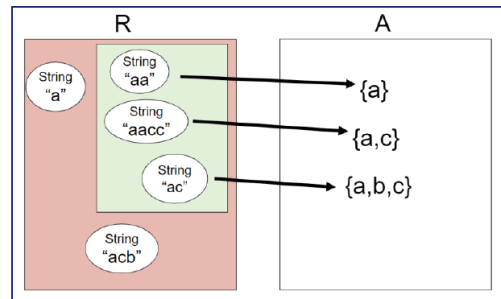 R
A
String
"a"
String
"aa"
String
"aacc"
String
"ac"
String
"acb"
{a}
{a,c}
{a,b,c}